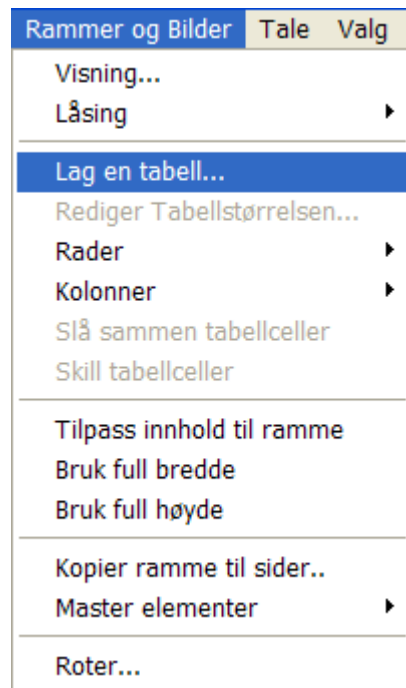 Rammer og Bilder Tale Valg
Visning...
Låsing
Lag en tabell...
Rediger Tabellstørrelsen...
Rader
Kolonner
Slå sammen tabellceller
Skill tabellceller
Tilpass innhold til ramme
Bruk full bredde
Bruk full høyde
Kopier ramme til sider..
Master elementer
Roter...